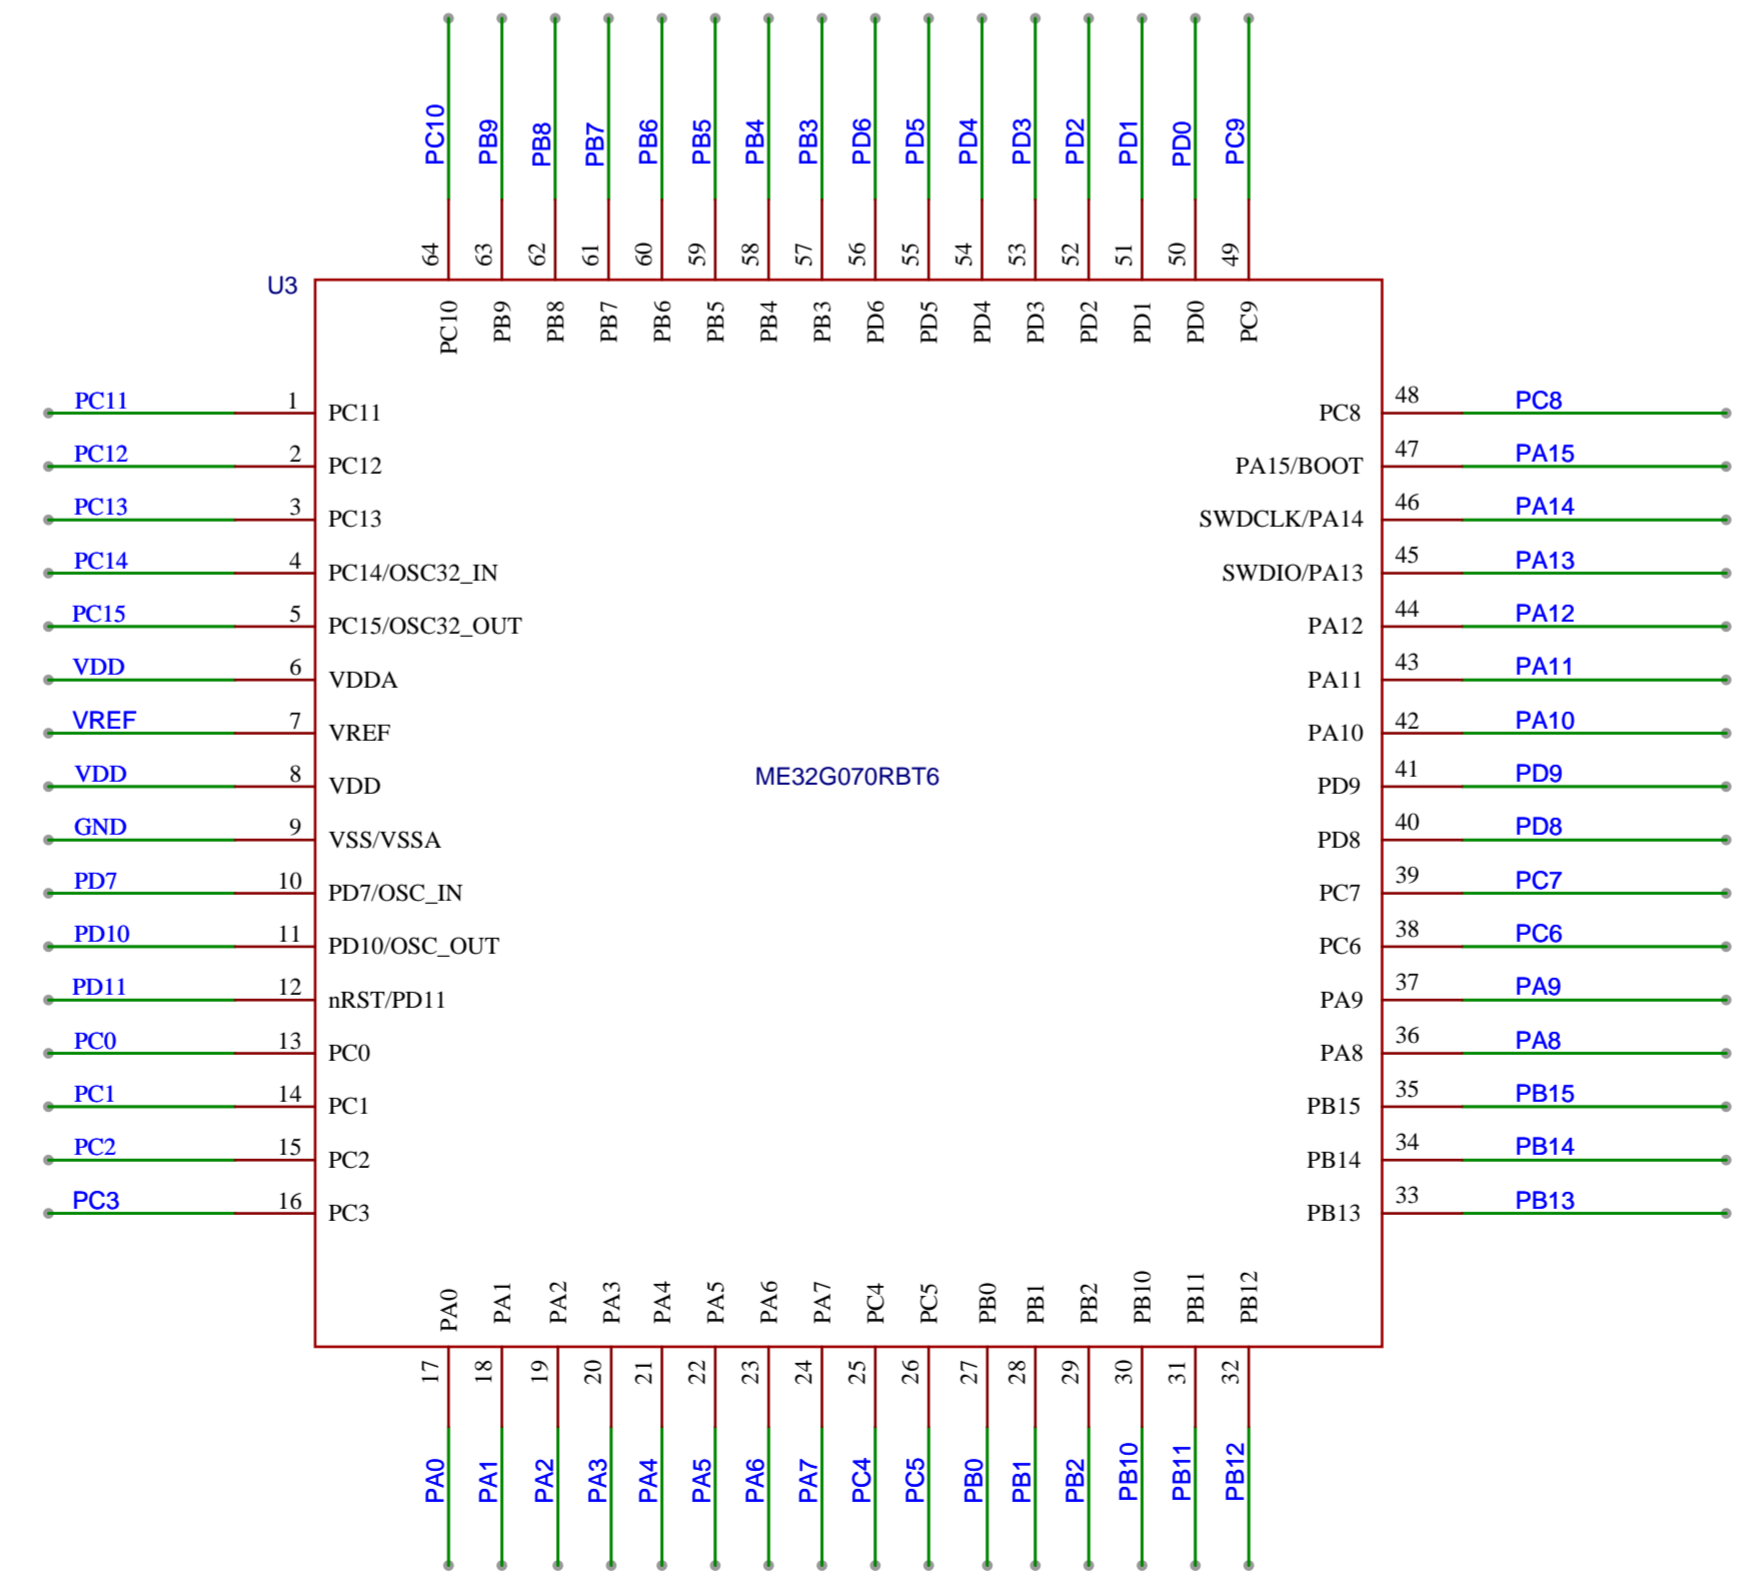 PC10 PB9 PB8 PB7 PB6 PB5 PB4 PB3 PD6 PD5 PD4 PD3 PD2 PD1 PD0 PC9
64 63 62 61 60 59 58 57 56 55 54 53 52 51 50 49
U3
PC10 PB9 PB8 PB7 PB6 PB5 PB4 PB3 PD6 PD5 PD4 PD3 PD2 PD1 PD0 PC9
PC11 1 PC11 PC8 48 PC8
PC12 2 PC12 PA15/BOOT 47 PA15
PC13 3 PC13 SWDCLK/PA14 46 PA14
PC14 4 PC14/OSC32_IN SWDIO/PA13 45 PA13
PC15 5 PC15/OSC32_OUT PA12 44 PA12
VDD 6 VDDA PA11 43 PA11
VREF 7 VREF PA10 42 PA10
VDD 8 VDD ME32G070RBT6 PD9 41 PD9
GND 9 VSS/VSSA PD8 40 PD8
PD7 10 PD7/OSC_IN PC7 39 PC7
PD10 11 PD10/OSC_OUT PC6 38 PC6
PD11 12 nRST/PD11 PA9 37 PA9
PC0 13 PC0 PA8 36 PA8
PC1 14 PC1 PB15 35 PB15
PC2 15 PC2 PB14 34 PB14
PC3 16 PC3 PB13 33 PB13
PA0 PA1 PA2 PA3 PA4 PA5 PA6 PA7 PC4 PC5 PB0 PB1 PB2 PB10 PB11 PB12
17 18 19 20 21 22 23 24 25 26 27 28 29 30 31 32
PA0 PA1 PA2 PA3 PA4 PA5 PA6 PA7 PC4 PC5 PB0 PB1 PB2 PB10 PB11 PB12